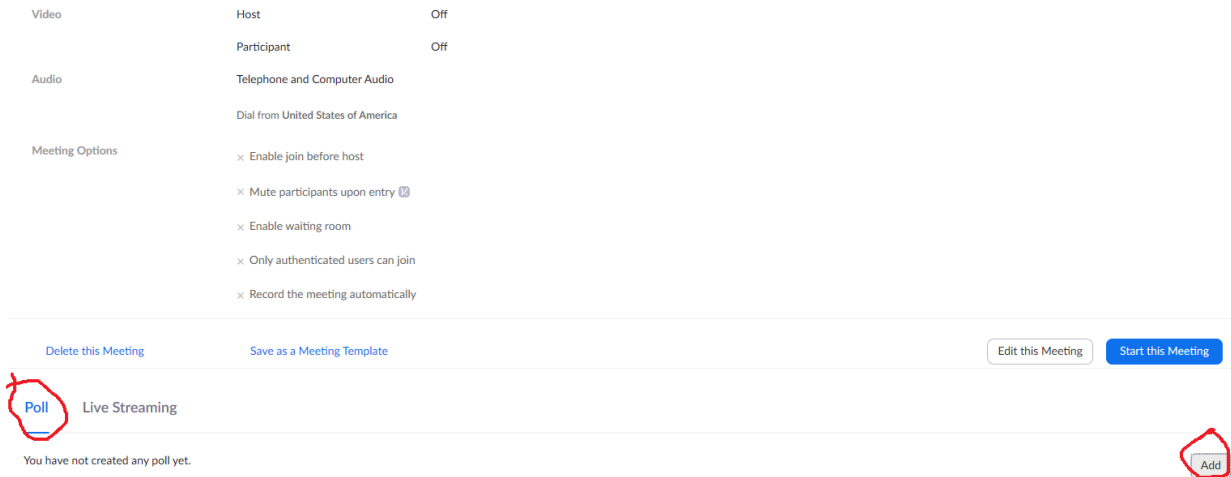 Video Host Off
Participant Off
Audio Telephone and Computer Audio
Dial from United States of America
Meeting Options
× Enable join before host
× Mute participants upon entry
× Enable waiting room
× Only authenticated users can join
× Record the meeting automatically
Delete this Meeting Save as a Meeting Template Edit this Meeting Start this Meeting
Poll Live Streaming
You have not created any poll yet. Add